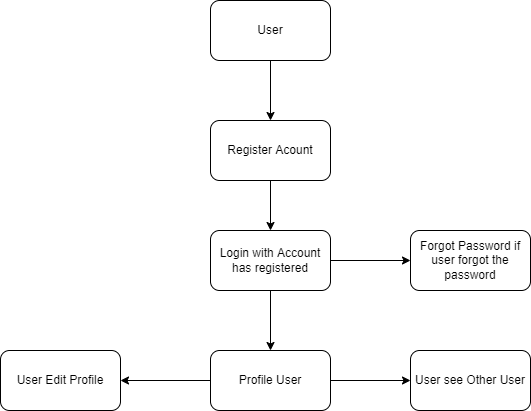 User
Register Acount
Login with Account
has registered
Forgot Password if
user forgot the
password
User Edit Profile
Profile User
User see Other User